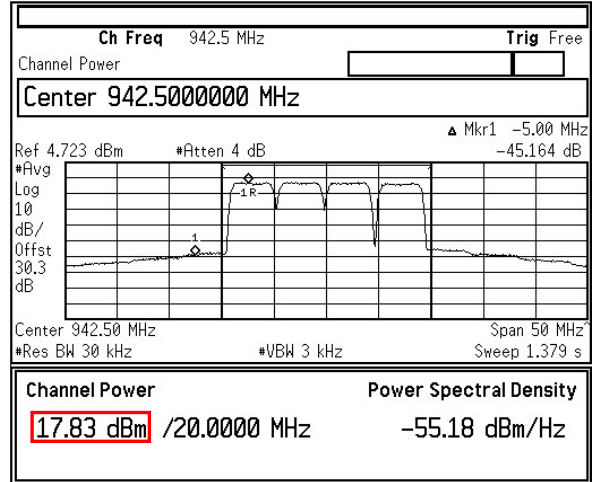 Ch Freq 942.5 MHz Trig Free
Channel Power
Center 942.5000000 MHz
Δ Mkr1 -5.00 MHz
Ref 4.723 dBm #Atten 4 dB -45.164 dB
#Avg
Log
10
dB/
Offst
30.3
dB
1R
1
Center 942.50 MHz Span 50 MHz^
#Res BW 30 kHz #VBW 3 kHz Sweep 1.379 s
Channel Power Power Spectral Density
17.83 dBm /20.0000 MHz -55.18 dBm/Hz